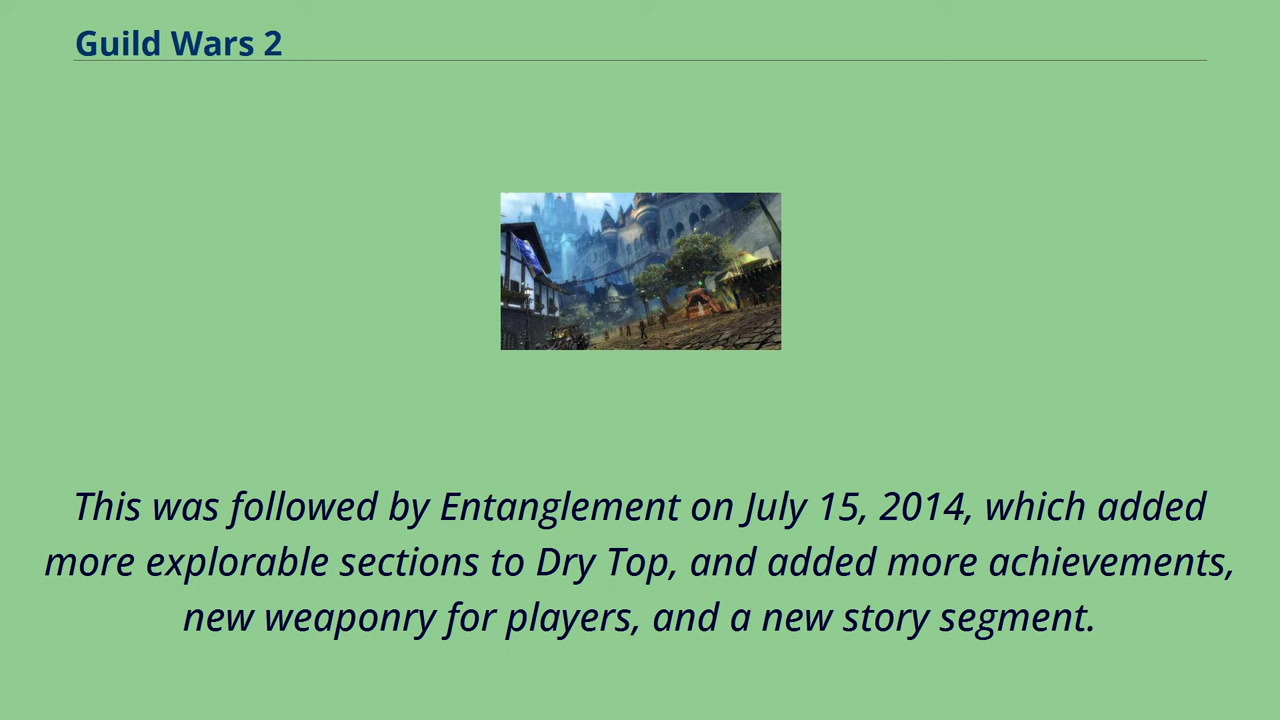 Guild Wars 2
This was followed by Entanglement on July 15, 2014, which added
more explorable sections to Dry Top, and added more achievements,
new weaponry for players, and a new story segment.